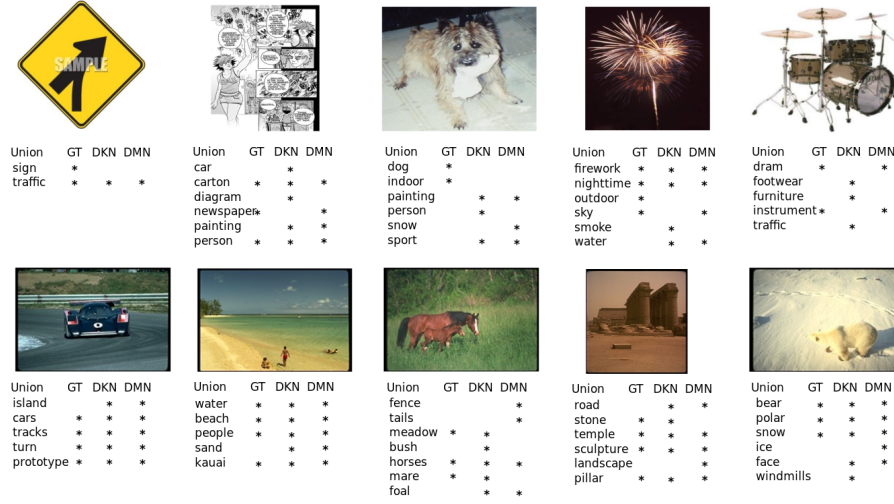 SAMPLE
Union GT DKN DMN
sign *
traffic * * *
Union GT DKN DMN
car *
carton * * *
diagram *
newspaper* *
painting * *
person * * *
Union GT DKN DMN
dog *
indoor *
painting * *
person *
snow *
sport * *
Union GT DKN DMN
firework * * *
nighttime * * *
outdoor *
sky * *
smoke *
water * *
Union GT DKN DMN
dram * *
footwear *
furniture *
instrument * *
traffic *
Union GT DKN DMN
island * *
cars * * *
tracks * * *
turn * * *
prototype * * *
Union GT DKN DMN
water * * *
beach * * *
people * * *
sand * *
kauai * * *
Union GT DKN DMN
fence *
tails *
meadow * *
bush *
horses * * *
mare * *
foal * *
Union GT DKN DMN
road * *
stone * *
temple * * *
sculpture * * *
landscape *
pillar * * *
Union GT DKN DMN
bear * * *
polar * * *
snow * * *
ice *
face * *
windmills *